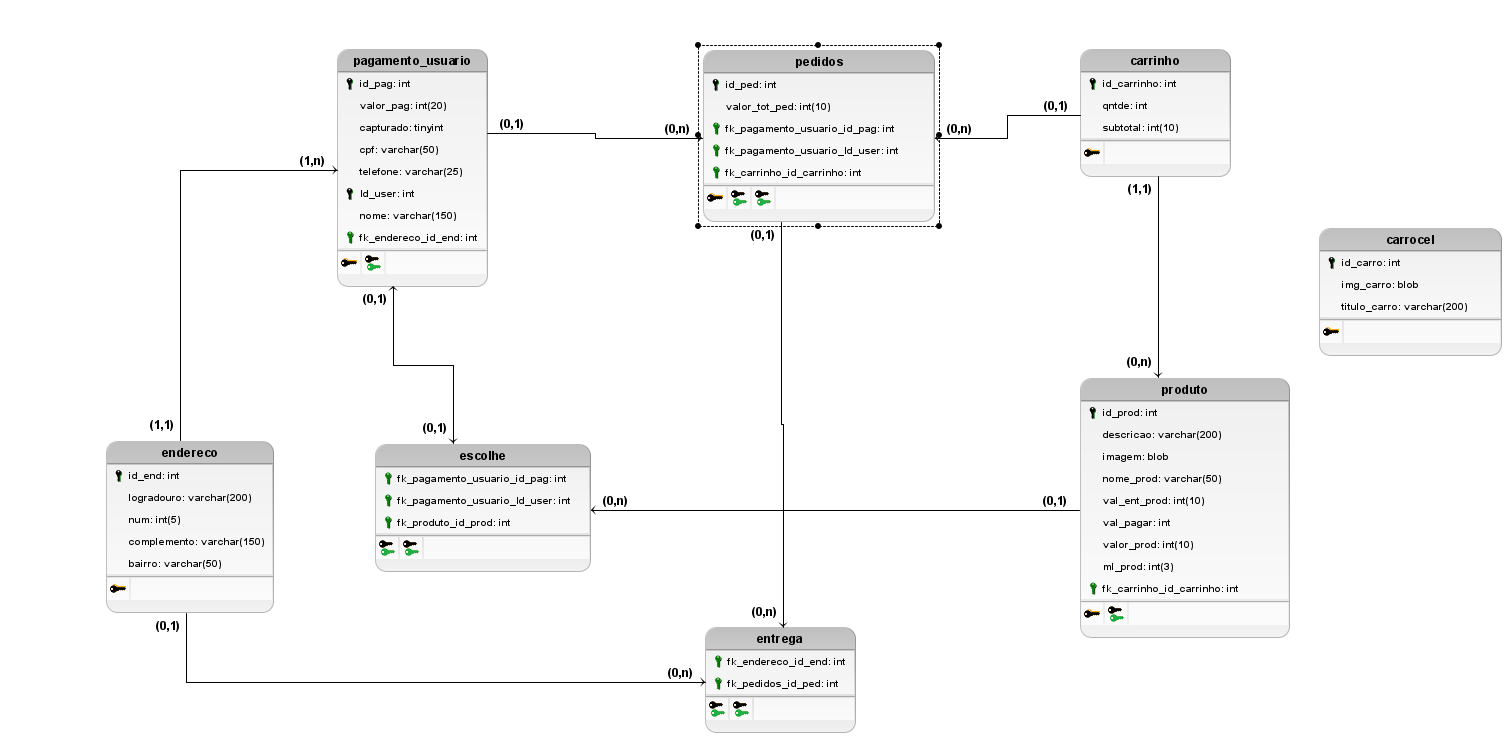 pagamento_usuario
id_pag: int
valor_pag: int(20)
capturado: tinyint
cpf: varchar(50)
telefone: varchar(25)
Id_user: int
nome: varchar(150)
fk_endereco_id_end: int
(0,1)
(0,n)
pedidos
id_ped: int
valor_tot_ped: int(10)
fk_pagamento_usuario_id_pag: int
fk_pagamento_usuario_Id_user: int
fk_carrinho_id_carrinho: int
(0,n)
(0,1)
carrinho
id_carrinho: int
qntde: int
subtotal: int(10)
(1,n)
(1,1)
(0,1)
carrocel
id_carro: int
img_carro: blob
titulo_carro: varchar(200)
(0,1)
(0,n)
produto
id_prod: int
descricao: varchar(200)
imagem: blob
nome_prod: varchar(50)
val_ent_prod: int(10)
val_pagar: int
valor_prod: int(10)
ml_prod: int(3)
fk_carrinho_id_carrinho: int
(1,1)
endereco
id_end: int
logradouro: varchar(200)
num: int(5)
complemento: varchar(150)
bairro: varchar(50)
(0,1)
escolhe
fk_pagamento_usuario_id_pag: int
fk_pagamento_usuario_Id_user: int
fk_produto_id_prod: int
(0,n)
(0,1)
(0,1)
(0,n)
(0,n)
entrega
fk_endereco_id_end: int
fk_pedidos_id_ped: int